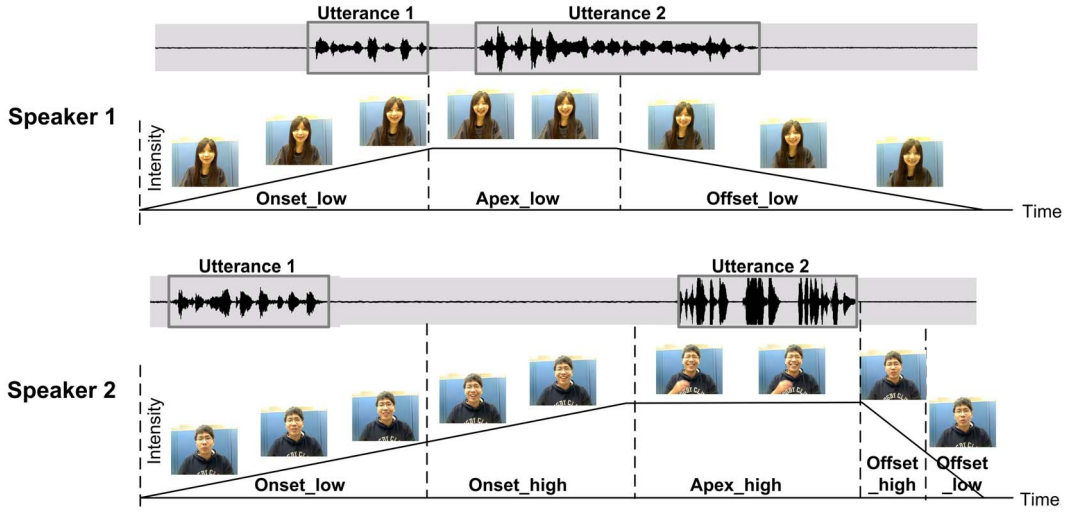 Utterance 1
Utterance 2
Speaker 1
Intensity
Onset_low
Apex_low
Offset_low
Time
Utterance 1
Utterance 2
Speaker 2
Intensity
Onset_low
Onset_high
Apex_high
Offset
_high
Offset
_low
Time